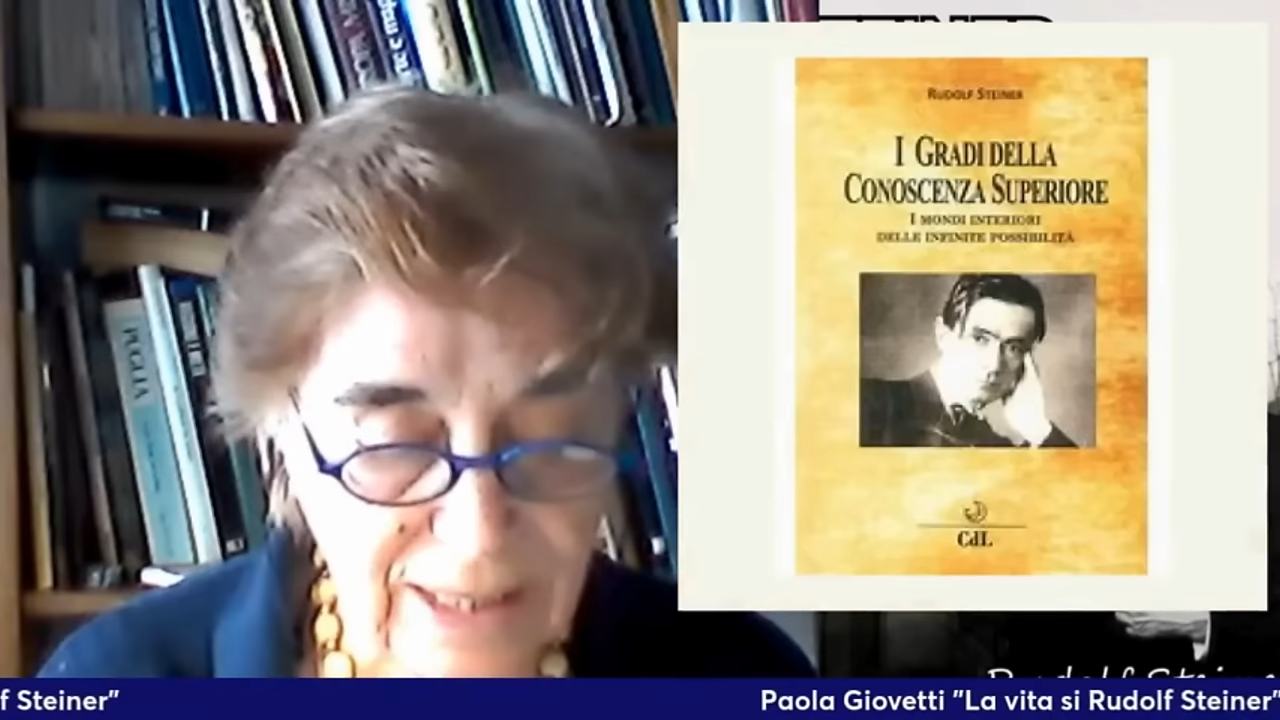 PUGLIA
RUDOLF STEINER
I GRADI DELLA
CONOSCENZA SUPERIORE
I MONDI INTERIORI
DELLE INFINITE POSSIBILITÀ
CdL
f Steiner"
Paola Giovetti "La vita si Rudolf Steiner"